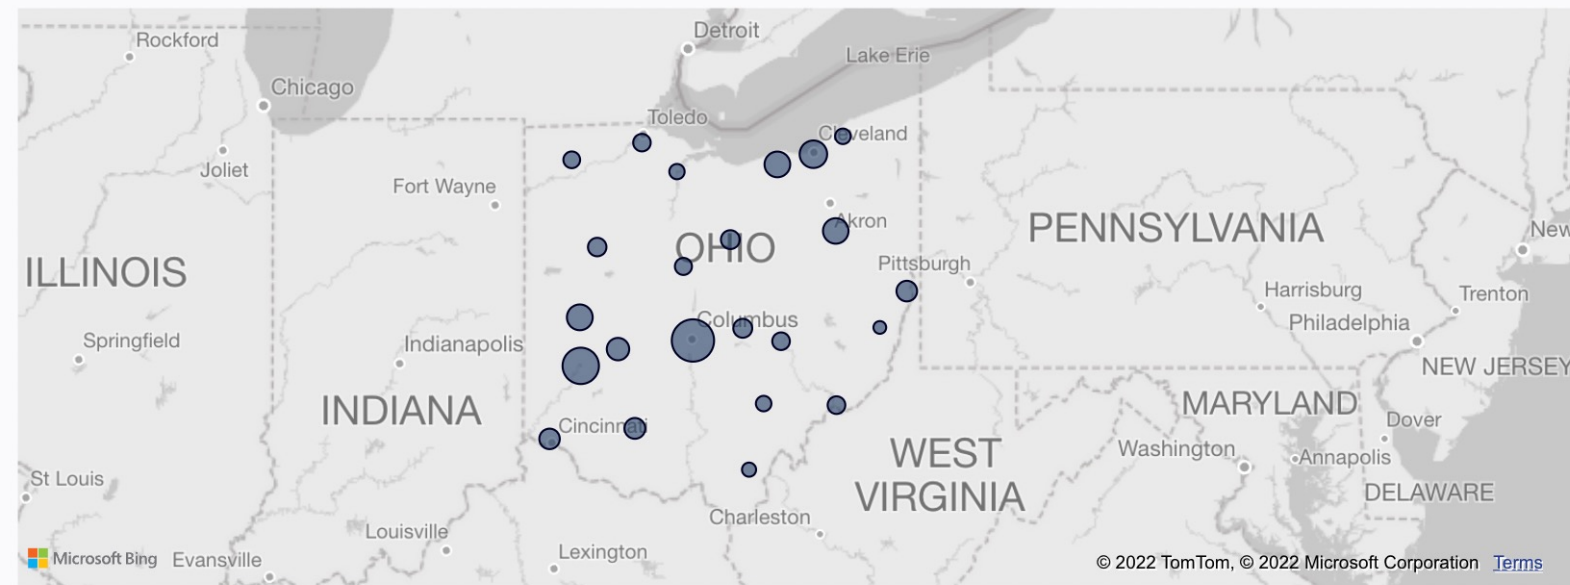 Detroit
Rockford
Lake Erie
Chicago
Toledo
Cleveland
Joliet
Fort Wayne
Akron
PENNSYLVANIA
New
OHIO
ILLINOIS
Pittsburgh
Harrisburg
Trenton
Columbus
Philadelphia
Springfield
Indianapolis
NEW JERSEY
INDIANA
MARYLAND
Cincinnati
Dover
WEST
VIRGINIA
Washington
Annapolis
St Louis
DELAWARE
Charleston
Louisville
Lexington
Microsoft Bing
Evansville
© 2022 TomTom, © 2022 Microsoft Corporation Terms